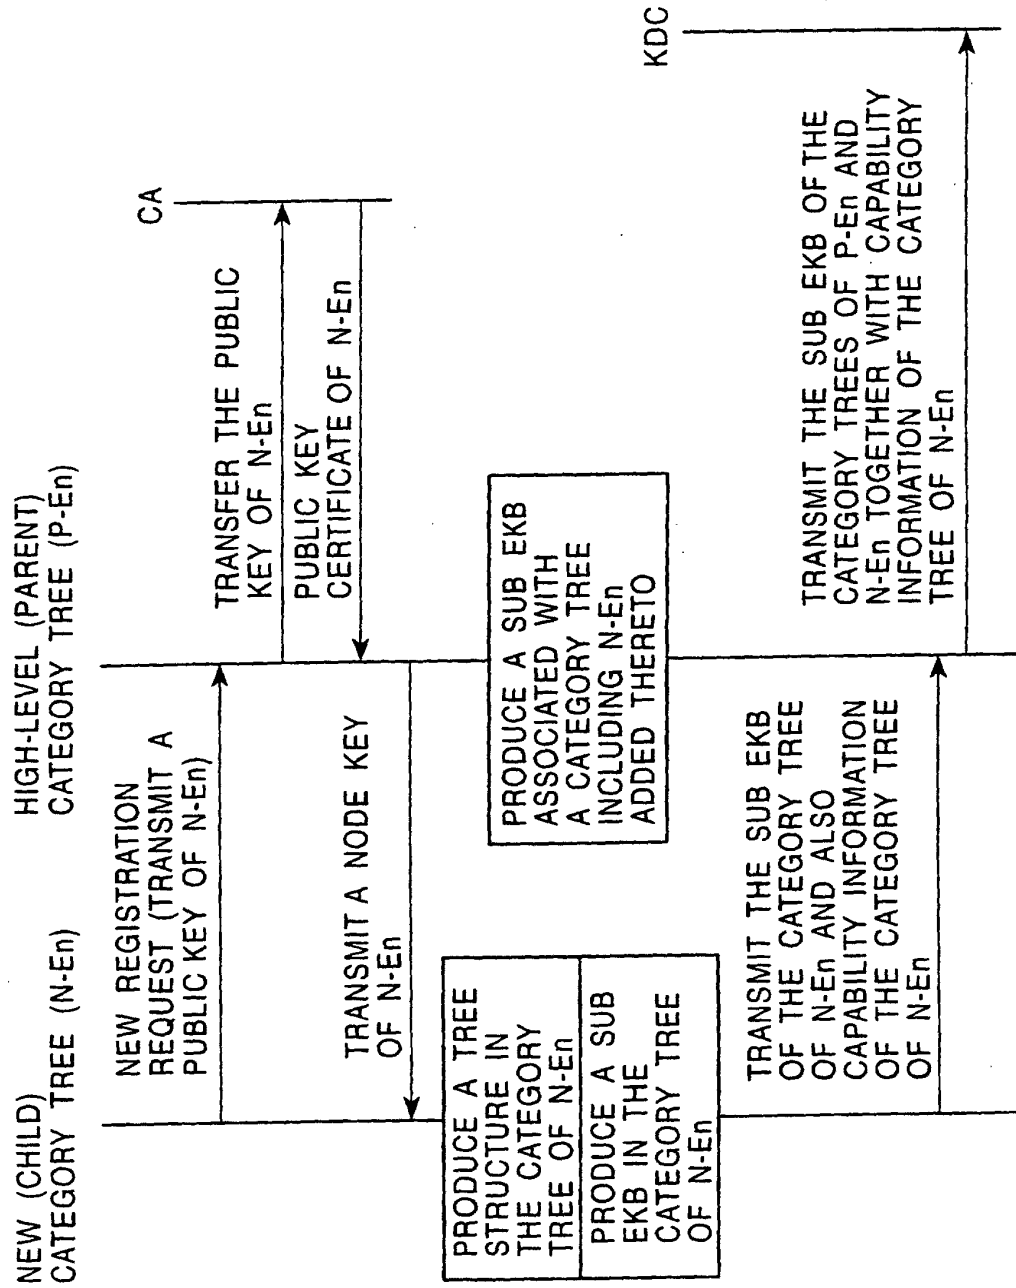 NEW (CHILD)
CATEGORY TREE (N-En)
HIGH-LEVEL (PARENT)
CATEGORY TREE (P-En)
CA
KDC
NEW REGISTRATION
REQUEST (TRANSMIT A
PUBLIC KEY OF N-En)
TRANSFER THE PUBLIC
KEY OF N-En
PUBLIC KEY
CERTIFICATE OF N-En
TRANSMIT A NODE KEY
OF N-En
PRODUCE A TREE
STRUCTURE IN
THE CATEGORY
TREE OF N-En
PRODUCE A SUB
EKB IN THE
CATEGORY TREE
OF N-En
PRODUCE A SUB EKB
ASSOCIATED WITH
A CATEGORY TREE
INCLUDING N-En
ADDED THERETO
TRANSMIT THE SUB EKB
OF THE CATEGORY TREE
OF N-En AND ALSO
CAPABILITY INFORMATION
OF THE CATEGORY TREE
OF N-En
TRANSMIT THE SUB EKB OF THE
CATEGORY TREES OF P-En AND
N-En TOGETHER WITH CAPABILITY
INFORMATION OF THE CATEGORY
TREE OF N-En